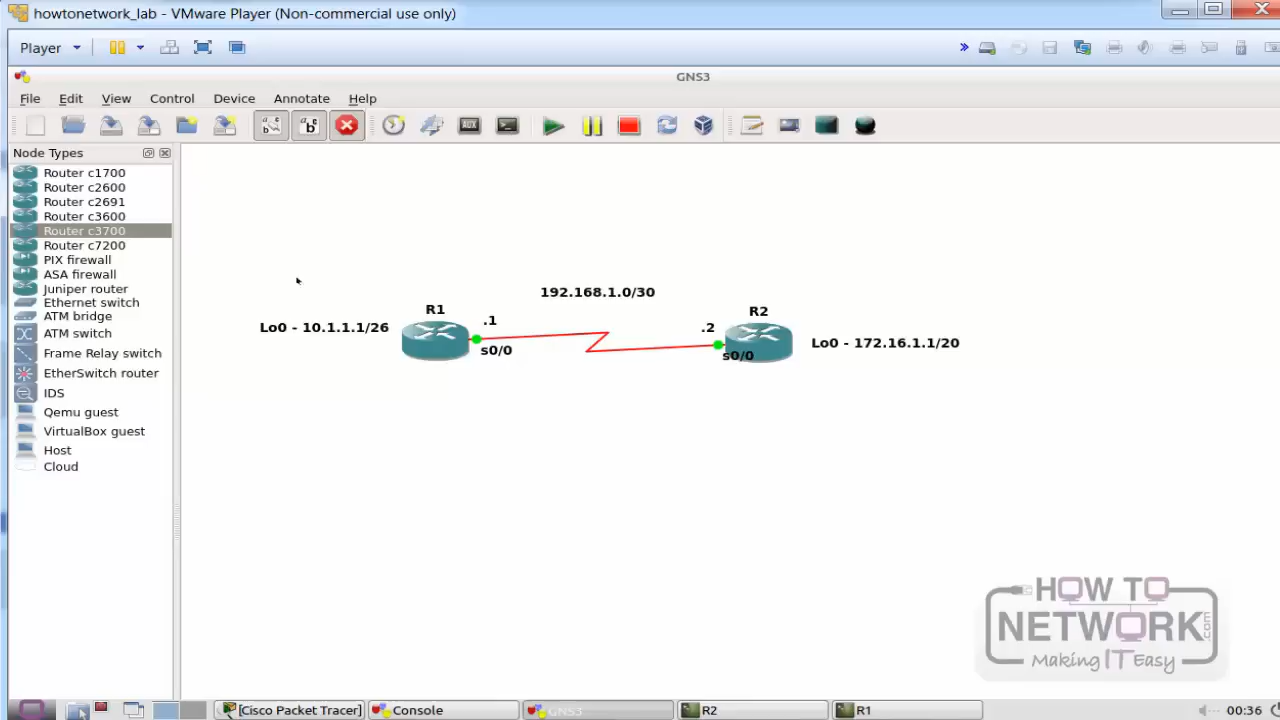 howtonetwork_lab - VMware Player (Non-commercial use only)
Player
GNS3
File Edit View Control Device Annotate Help
AUX
Node Types
Router c1700
Router c2600
Router c2691
Router c3600
Router c3700
Router c7200
PIX firewall
ASA firewall
Juniper router
Ethernet switch
ATM bridge
ATM switch
Frame Relay switch
EtherSwitch router
IDS
Qemu guest
VirtualBox guest
Host
Cloud
192.168.1.0/30
R1
R2
.1
.2
Lo0 - 10.1.1.1/26
Lo0 - 172.16.1.1/20
s0/0
s0/0
HOW TO
NETWORK.com
Making IT Easy
[Cisco Packet Tracer] Console GNS3 R2 R1 00:36